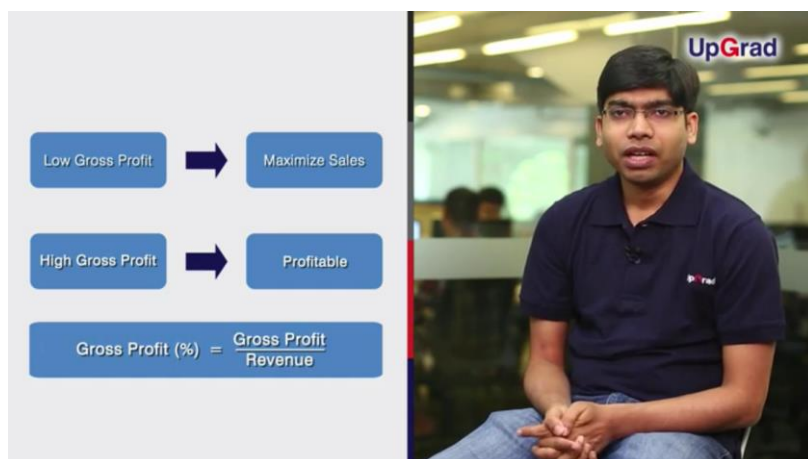 UpGrad
Low Gross Profit
Maximize Sales
High Gross Profit
Profitable
Gross Profit (%) = Gross Profit
Revenue
UpGrad